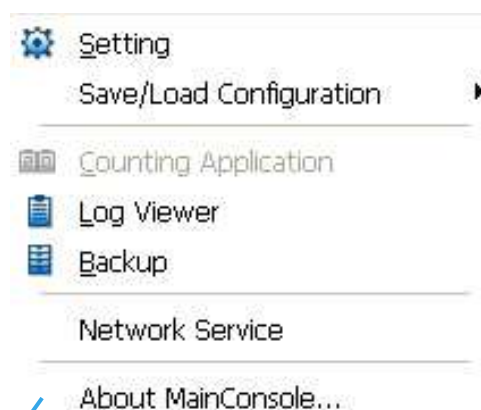 Setting
Save/Load Configuration
Counting Application
Log Viewer
Backup
Network Service
About MainConsole...